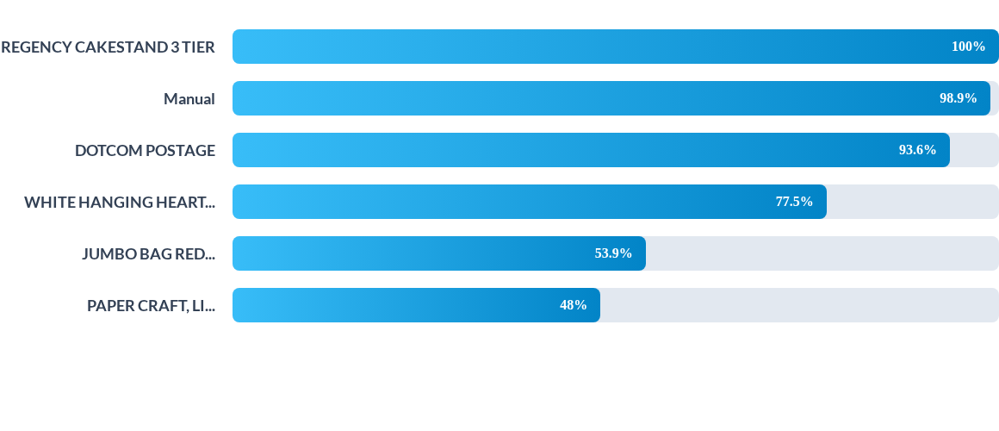 REGENCY CAKESTAND 3 TIER 100%
Manual 98.9%
DOTCOM POSTAGE 93.6%
WHITE HANGING HEART... 77.5%
JUMBO BAG RED... 53.9%
PAPER CRAFT, LI... 48%